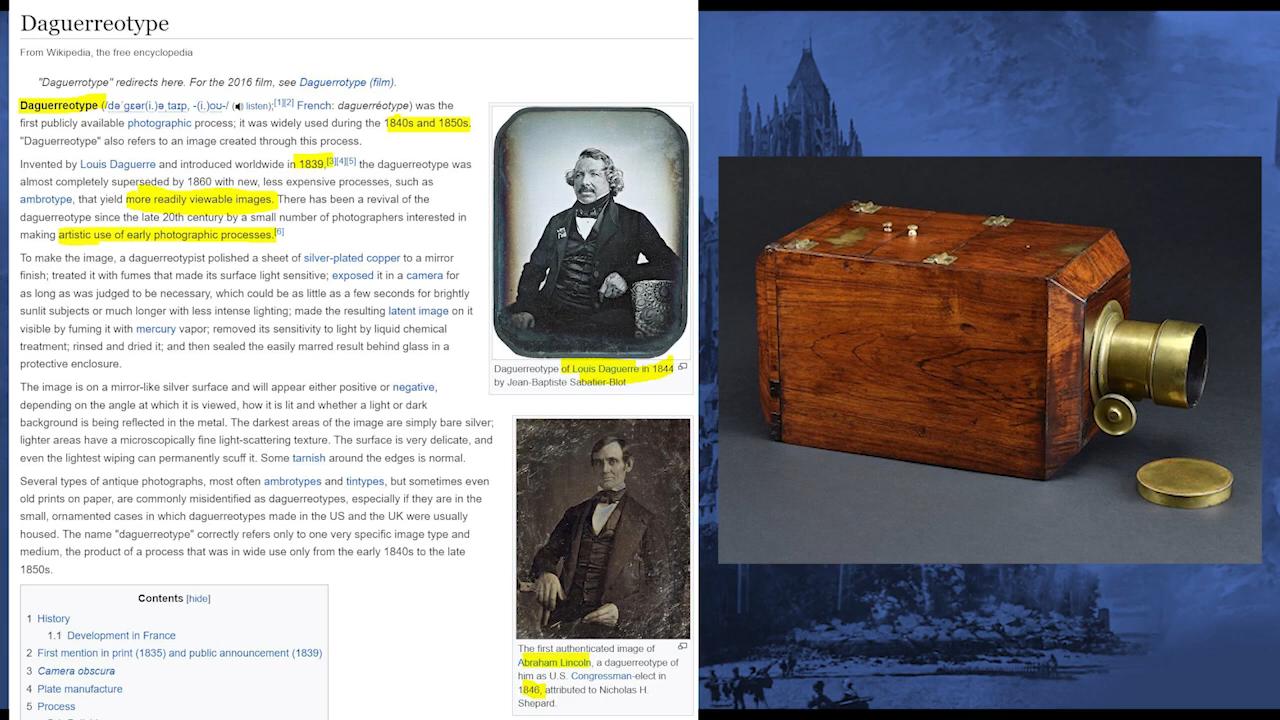 Daguerreotype
From Wikipedia, the free encyclopedia
"Daguerrotype" redirects here. For the 2016 film, see Daguerrotype (film).
Daguerreotype (/dəˈɡɛər(i.)əˌtaɪp, -(i.)oʊ-/ (listen);[1][2] French: daguerréotype) was the
first publicly available photographic process; it was widely used during the 1840s and 1850s.
"Daguerreotype" also refers to an image created through this process.
Invented by Louis Daguerre and introduced worldwide in 1839,[3][4][5] the daguerreotype was
almost completely superseded by 1860 with new, less expensive processes, such as
ambrotype, that yield more readily viewable images. There has been a revival of the
daguerreotype since the late 20th century by a small number of photographers interested in
making artistic use of early photographic processes.[6]
To make the image, a daguerreotypist polished a sheet of silver-plated copper to a mirror
finish; treated it with fumes that made its surface light sensitive; exposed it in a camera for
as long as was judged to be necessary, which could be as little as a few seconds for brightly
sunlit subjects or much longer with less intense lighting; made the resulting latent image on it
visible by fuming it with mercury vapor; removed its sensitivity to light by liquid chemical
treatment; rinsed and dried it; and then sealed the easily marred result behind glass in a
protective enclosure.
The image is on a mirror-like silver surface and will appear either positive or negative,
depending on the angle at which it is viewed, how it is lit and whether a light or dark
background is being reflected in the metal. The darkest areas of the image are simply bare silver;
lighter areas have a microscopically fine light-scattering texture. The surface is very delicate, and
even the lightest wiping can permanently scuff it. Some tarnish around the edges is normal.
Several types of antique photographs, most often ambrotypes and tintypes, but sometimes even
old prints on paper, are commonly misidentified as daguerreotypes, especially if they are in the
small, ornamented cases in which daguerreotypes made in the US and the UK were usually
housed. The name "daguerreotype" correctly refers only to one very specific image type and
medium, the product of a process that was in wide use only from the early 1840s to the late
1850s.
Contents [hide]
1 History
1.1 Development in France
2 First mention in print (1835) and public announcement (1839)
3 Camera obscura
4 Plate manufacture
5 Process
Daguerreotype of Louis Daguerre in 1844
by Jean-Baptiste Sabatier-Blot
The first authenticated image of
Abraham Lincoln, a daguerreotype of
him as U.S. Congressman-elect in
1846, attributed to Nicholas H.
Shepard.